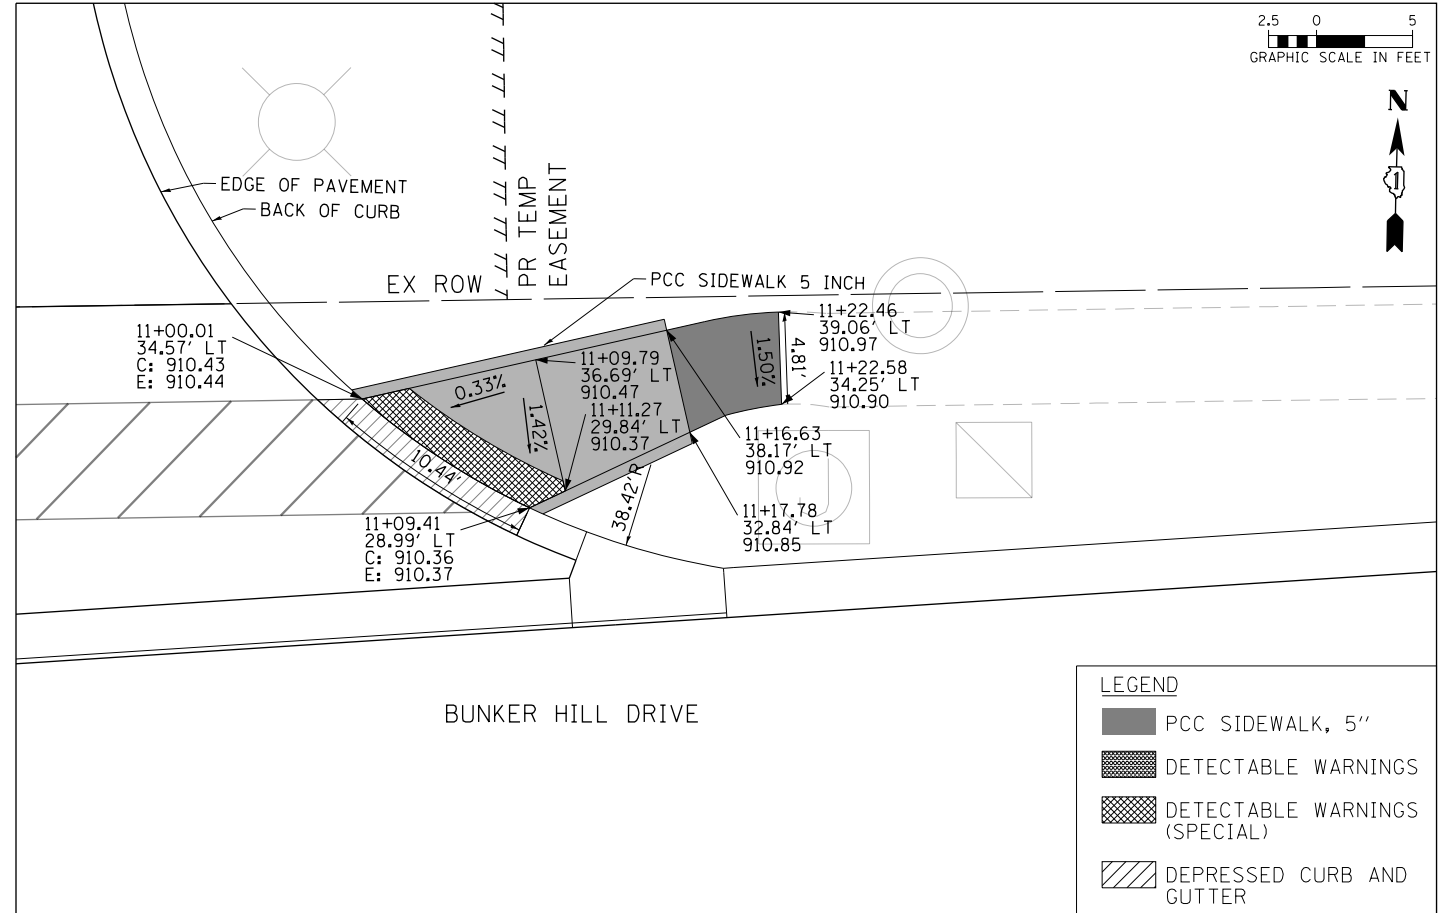 2.5 0 5
GRAPHIC SCALE IN FEET
N
1
EDGE OF PAVEMENT
BACK OF CURB
PR TEMP
EASEMENT
EX ROW
PCC SIDEWALK 5 INCH
11+00.01
34.57' LT
C: 910.43
E: 910.44
11+22.46
39.06' LT
910.97
1.50%
4.81'
11+09.79
36.69' LT
910.47
0.33%
11+22.58
34.25' LT
910.90
11+11.27
29.84' LT
910.37
1.42%
11+16.63
38.17' LT
910.92
10.44'
38.42'R
11+17.78
32.84' LT
910.85
11+09.41
28.99' LT
C: 910.36
E: 910.37
BUNKER HILL DRIVE
LEGEND
PCC SIDEWALK, 5''
DETECTABLE WARNINGS
DETECTABLE WARNINGS
(SPECIAL)
DEPRESSED CURB AND
GUTTER